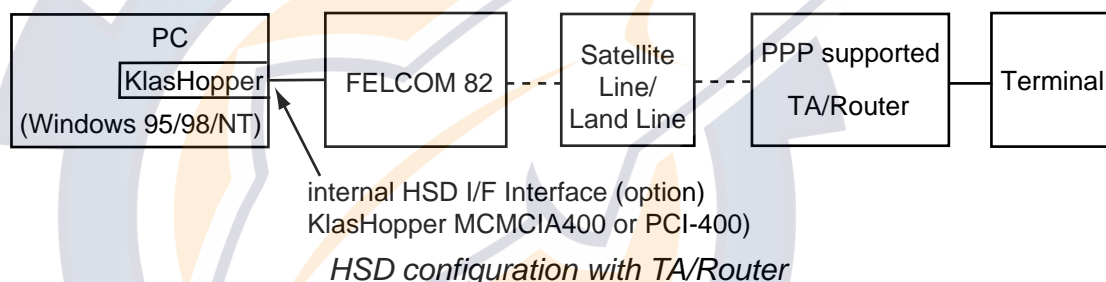 PC
KlasHopper
(Windows 95/98/NT)
FELCOM 82
Satellite
Line/
Land Line
PPP supported
TA/Router
Terminal
internal HSD I/F Interface (option)
KlasHopper MCMCIA400 or PCI-400)
HSD configuration with TA/Router